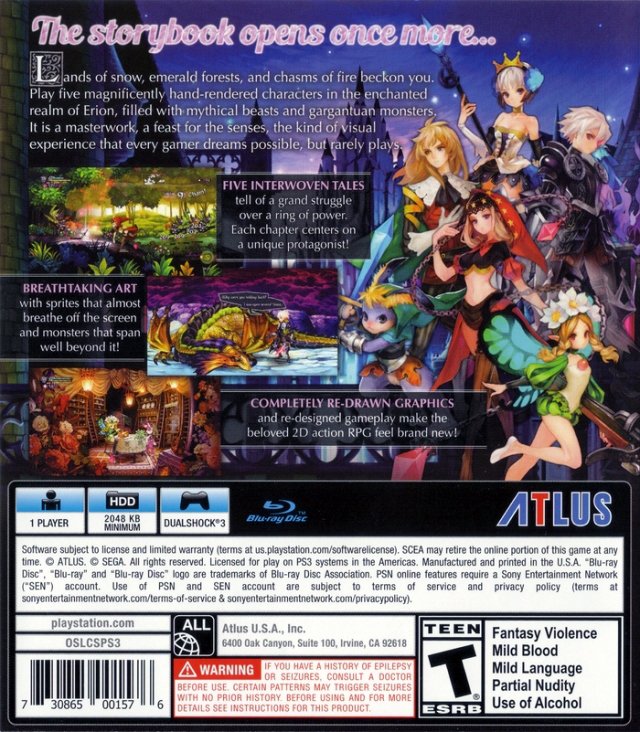 The storybook opens once more...
Lands of snow, emerald forests, and chasms of fire beckon you.
Play five magnificently hand-rendered characters in the enchanted
realm of Erion, filled with mythical beasts and gargantuan monsters.
It is a masterwork, a feast for the senses, the kind of visual
experience that every gamer dreams possible, but rarely plays.
FIVE INTERWOVEN TALES
tell of a grand struggle
over a ring of power.
Each chapter centers on
a unique protagonist!
BREATHTAKING ART
with sprites that almost
breathe off the screen
and monsters that span
well beyond it!
COMPLETELY RE-DRAWN GRAPHICS
and re-designed gameplay make the
beloved 2D action RPG feel brand new!
1 PLAYER
HDD
2048 KB
MINIMUM
DUALSHOCK®3
Blu-ray Disc™
ATLUS
Software subject to license and limited warranty (terms at us.playstation.com/softwarelicense). SCEA may retire the online portion of this game at any
time. © ATLUS. © SEGA. All rights reserved. Licensed for play on PS3 systems in the Americas. Manufactured and printed in the U.S.A. “Blu-ray
Disc”, “Blu-ray” and “Blu-ray Disc” logo are trademarks of Blu-ray Disc Association. PSN online features require a Sony Entertainment Network
(“SEN”) account. Use of PSN and SEN account are subject to terms of service and privacy policy (terms at
sonyentertainmentnetwork.com/terms-of-service & sonyentertainmentnetwork.com/privacypolicy).
playstation.com
OSLCSPS3
ALL
Atlus U.S.A., Inc.
6400 Oak Canyon, Suite 100, Irvine, CA 92618
WARNING
IF YOU HAVE A HISTORY OF EPILEPSY
OR SEIZURES, CONSULT A DOCTOR
BEFORE USE. CERTAIN PATTERNS MAY TRIGGER SEIZURES
WITH NO PRIOR HISTORY. BEFORE USING AND FOR MORE
DETAILS SEE INSTRUCTIONS FOR THIS PRODUCT.
7 30865 00157 6
TEEN
T
ESRB
Fantasy Violence
Mild Blood
Mild Language
Partial Nudity
Use of Alcohol